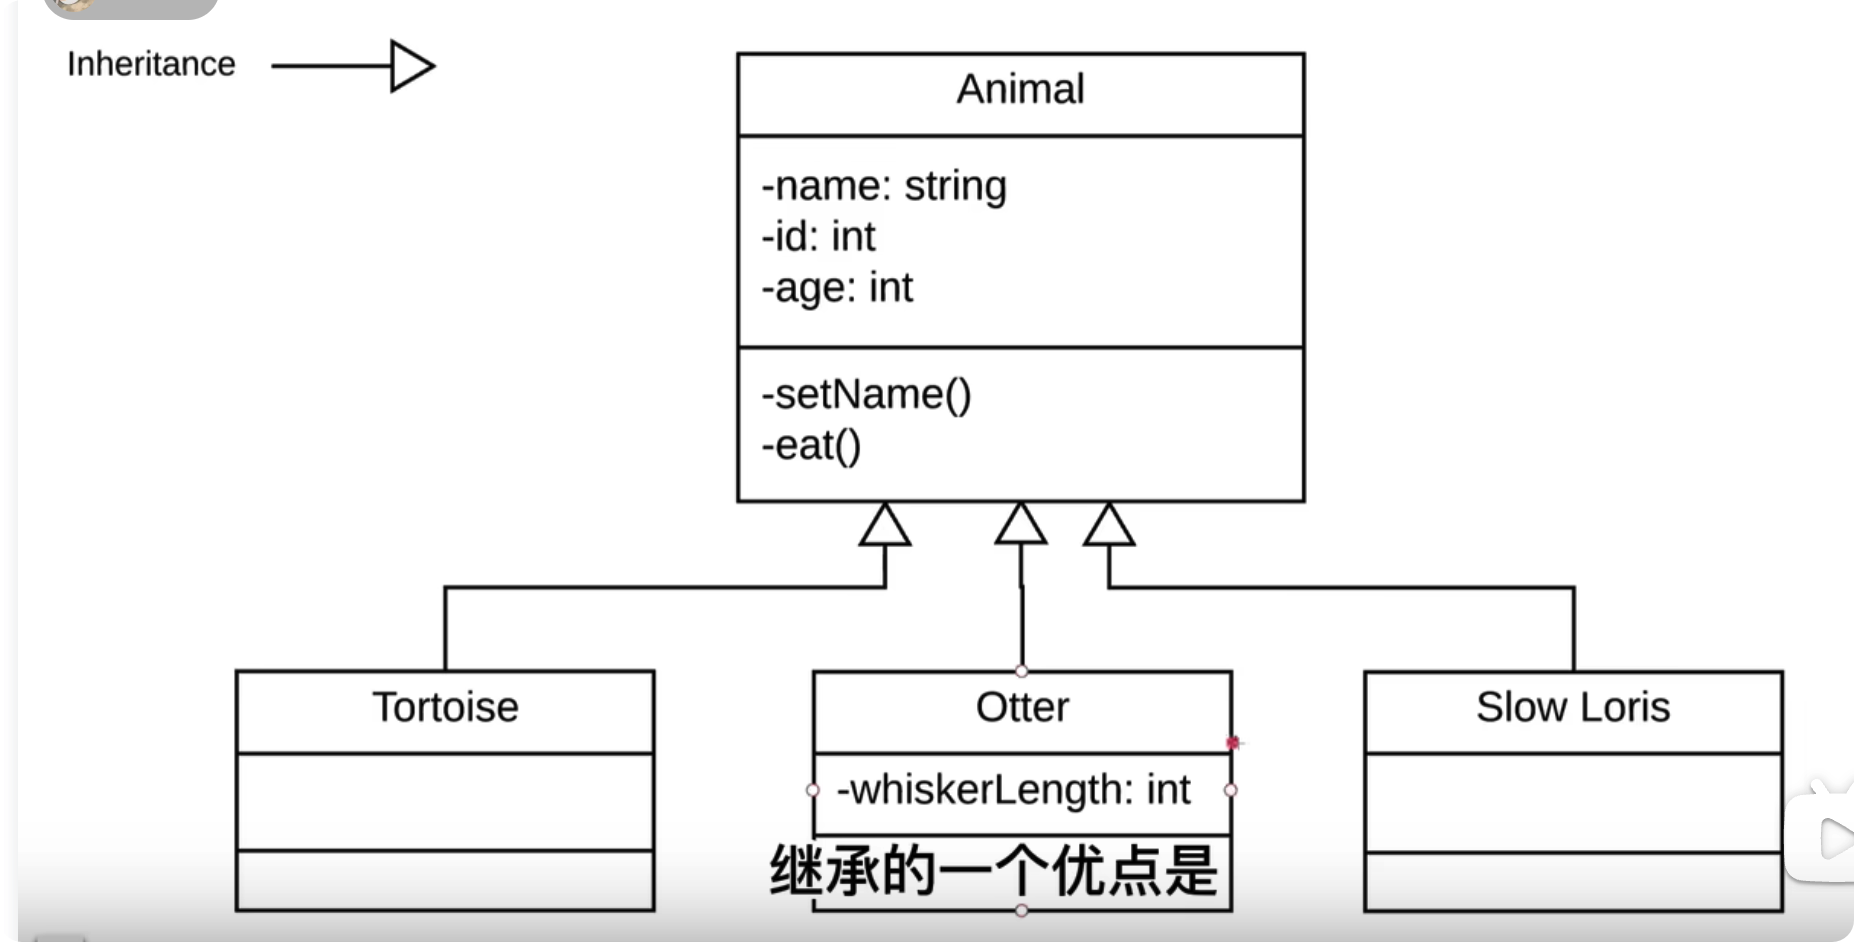 Inheritance
Animal
-name: string
-id: int
-age: int
-setName()
-eat()
Tortoise
Otter
Slow Loris
-whiskerLength: int
继承的一个优点是